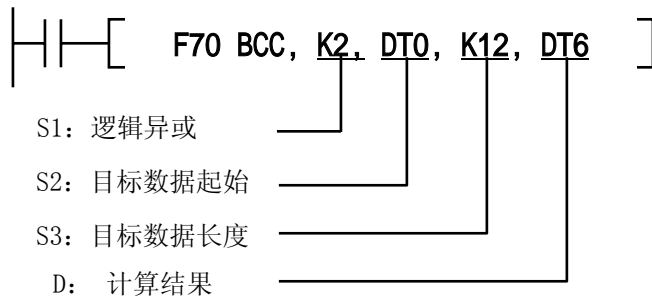 F70 BCC, K2, DT0, K12, DT6
S1: 逻辑异或
S2: 目标数据起始
S3: 目标数据长度
D: 计算结果